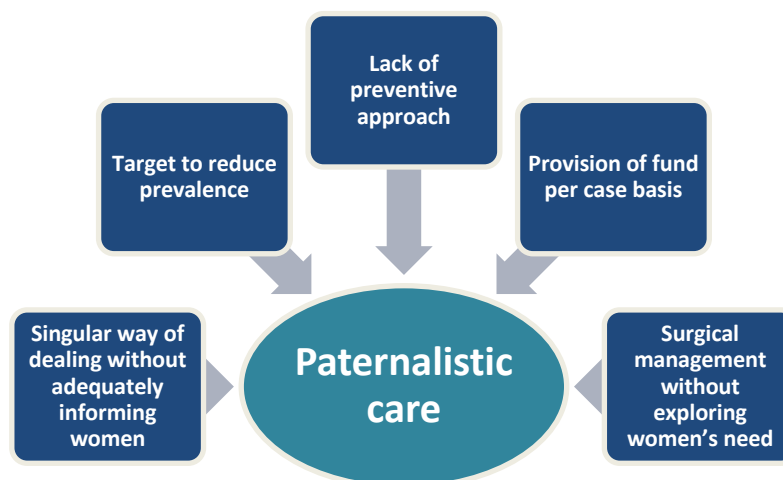 Lack of
preventive
approach
Target to reduce
prevalence
Provision of fund
per case basis
Singular way of
dealing without
adequately
informing
women
Paternalistic
care
Surgical
management
without
exploring
women's need